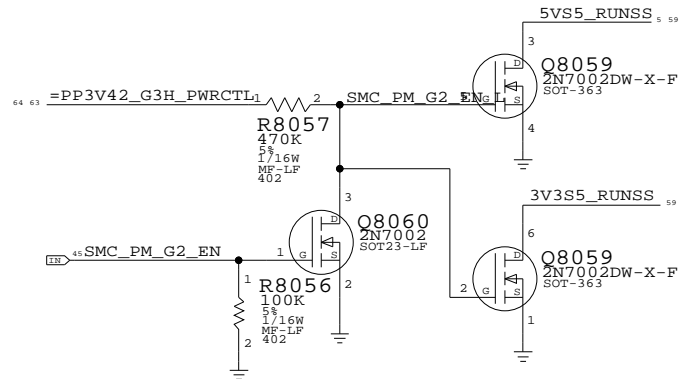 5VS5_RUNSS 5 59
3
Q8059
2N7002DW-X-F
SOT-363
D
G
S
5
4
64 63 =PP3V42_G3H_PWRCTL 1 2 SMC_PM_G2_EN_L
R8057
470K
5%
1/16W
MF-LF
402
3V3S5_RUNSS 59
3
Q8060
2N7002
SOT23-LF
D
G
S
1
2
6
Q8059
2N7002DW-X-F
SOT-363
D
G
S
2
1
IN 45 SMC_PM_G2_EN
R8056
100K
5%
1/16W
MF-LF
402
1
2